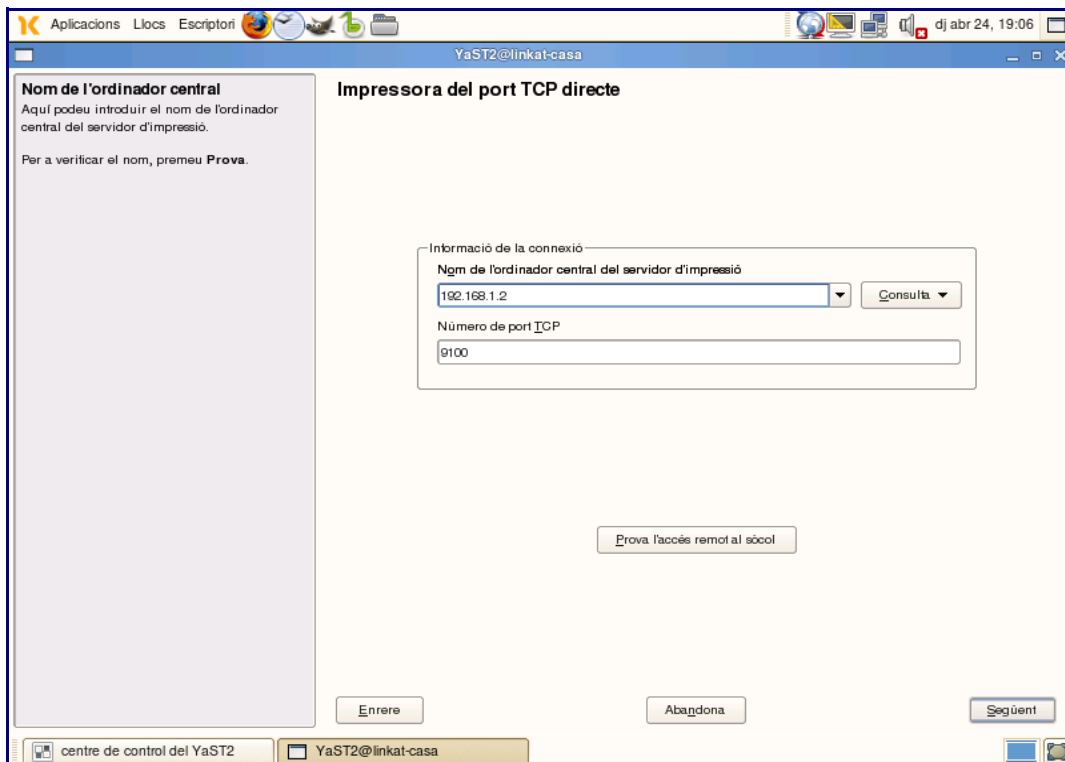 Aplicacions Llocs Escriptori
dj abr 24, 19:06
YaST2@linkat-casa
Nom de l'ordinador central
Aquí podeu introduir el nom de l'ordinador
central del servidor d'impressió.
Per a verificar el nom, premeu Prova.
Impressora del port TCP directe
Informació de la connexió
Nom de l'ordinador central del servidor d'impressió
192.168.1.2
Consulta
Número de port TCP
9100
Prova l'accés remot al sòcol
Enrere
Abandona
Següent
centre de control del YaST2
YaST2@linkat-casa